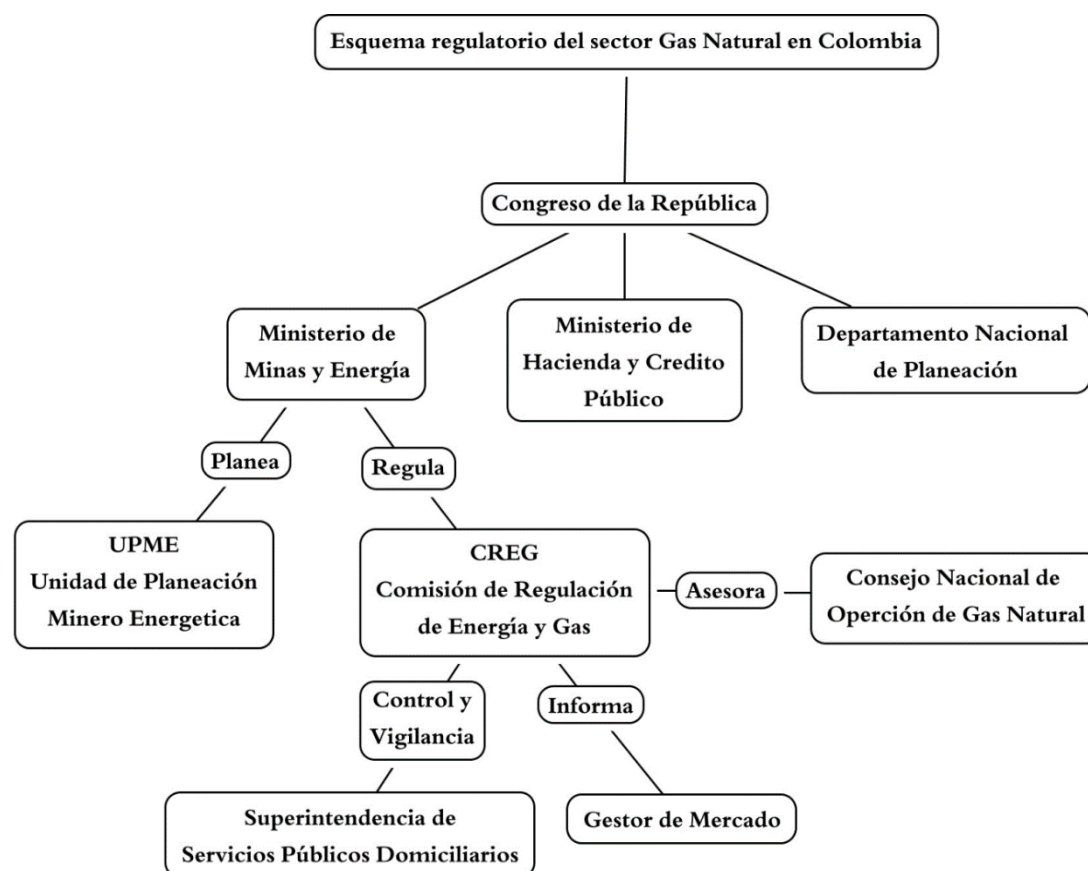 Esquema regulatorio del sector Gas Natural en Colombia
Congreso de la República
Ministerio de
Minas y Energía
Ministerio de
Hacienda y Credito
Público
Departamento Nacional
de Planeación
Planea
Regula
UPME
Unidad de Planeación
Minero Energetica
CREG
Comisión de Regulación
de Energía y Gas
Asesora
Consejo Nacional de
Operción de Gas Natural
Control y
Vigilancia
Informa
Superintendencia de
Servicios Públicos Domiciliarios
Gestor de Mercado